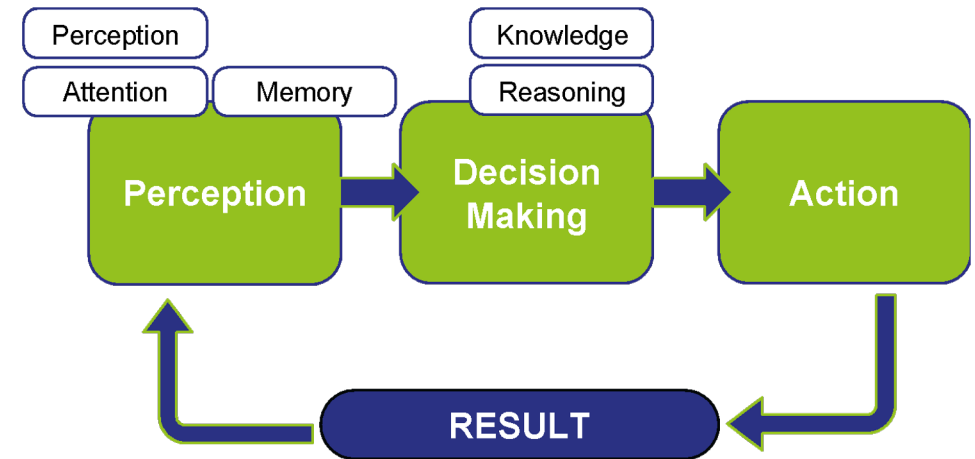 Perception
Knowledge
Attention
Memory
Reasoning
Perception
Decision
Making
Action
RESULT